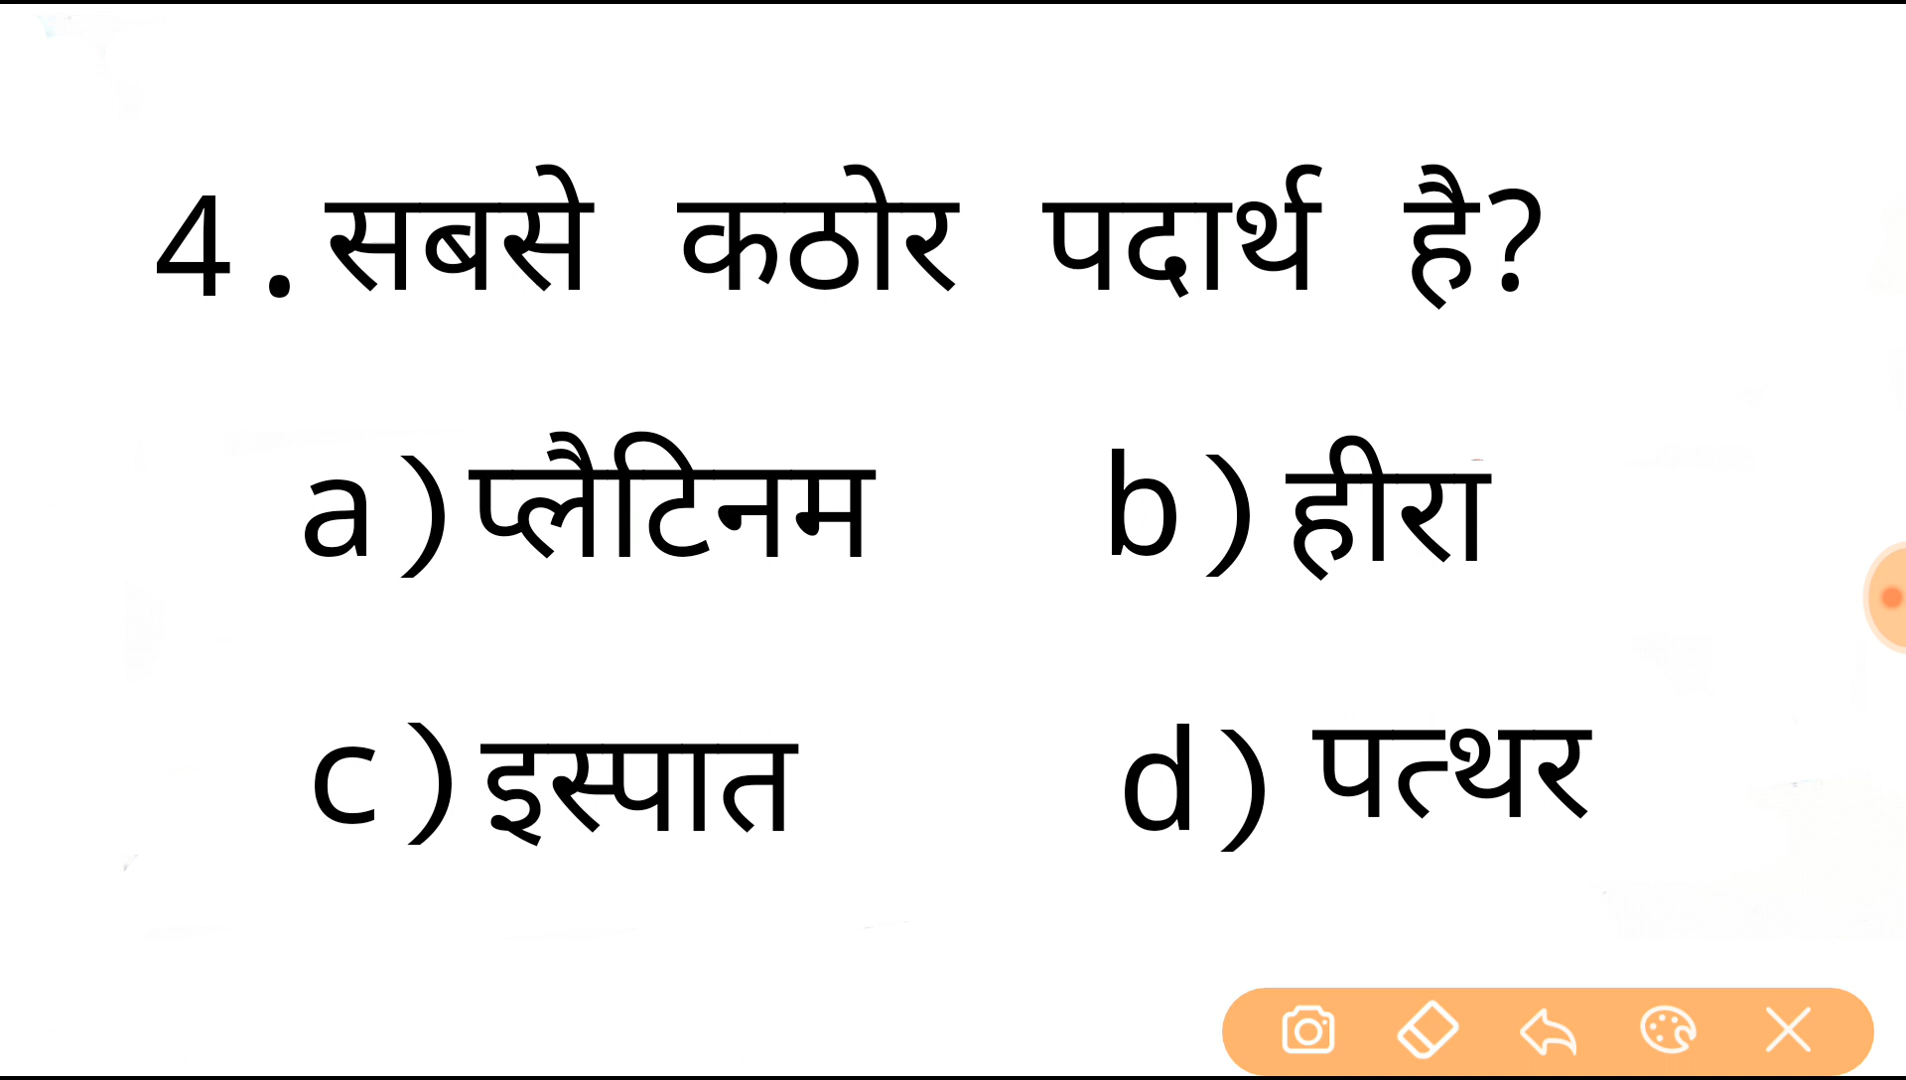 4.सबसे कठोर पदार्थ है?
a)प्लैटिनम b)हीरा
c)इस्पात d)पत्थर